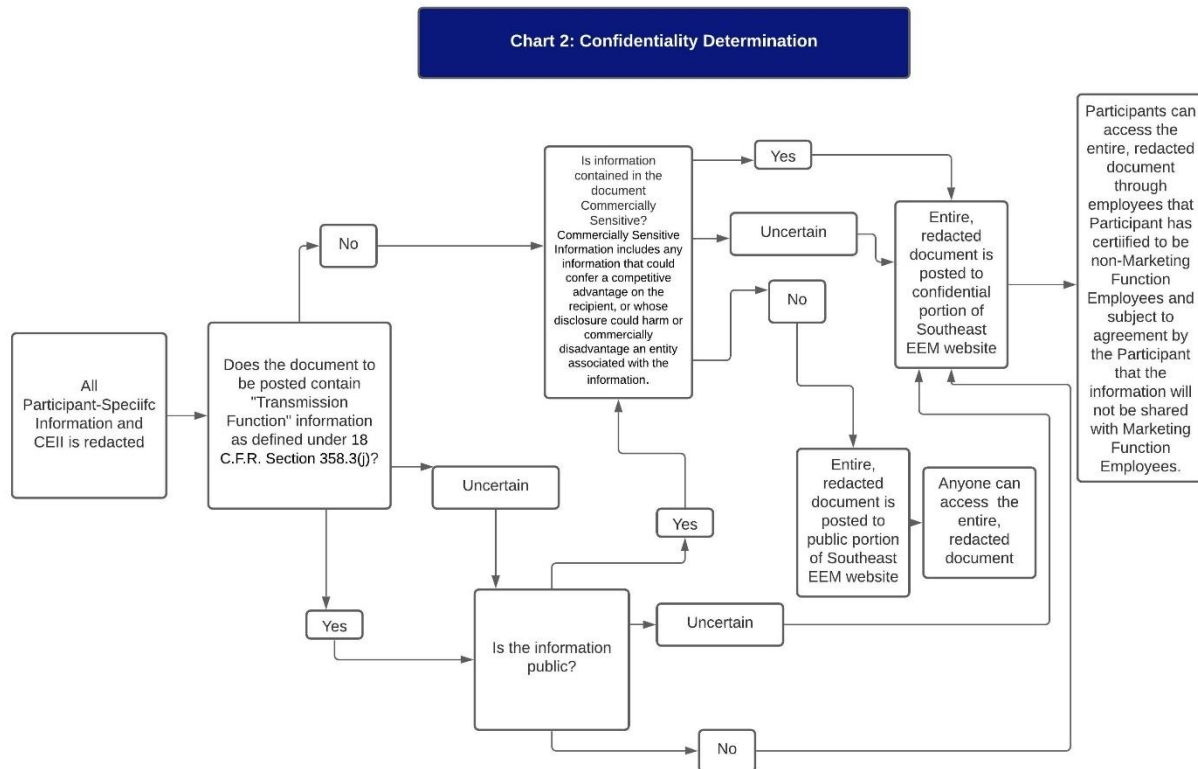 Chart 2: Confidentiality Determination
All
Participant-Speciifc
Information and
CEII is redacted
Does the document to
be posted contain
"Transmission
Function" information
as defined under 18
C.F.R. Section 358.3(j)?
No
Uncertain
Yes
Is the information
public?
Yes
Uncertain
No
Is information
contained in the
document
Commercially
Sensitive?
Commercially Sensitive
Information includes any
information that could
confer a competitive
advantage on the
recipient, or whose
disclosure could harm or
commercially
disadvantage an entity
associated with the
information.
Yes
Uncertain
No
Entire,
redacted
document is
posted to
public portion
of Southeast
EEM website
Anyone can
access the
entire,
redacted
document
Entire,
redacted
document is
posted to
confidential
portion of
Southeast
EEM website
Participants can
access the
entire, redacted
document
through
employees that
Participant has
certiified to be
non-Marketing
Function
Employees and
subject to
agreement by
the Participant
that the
information will
not be shared
with Marketing
Function
Employees.